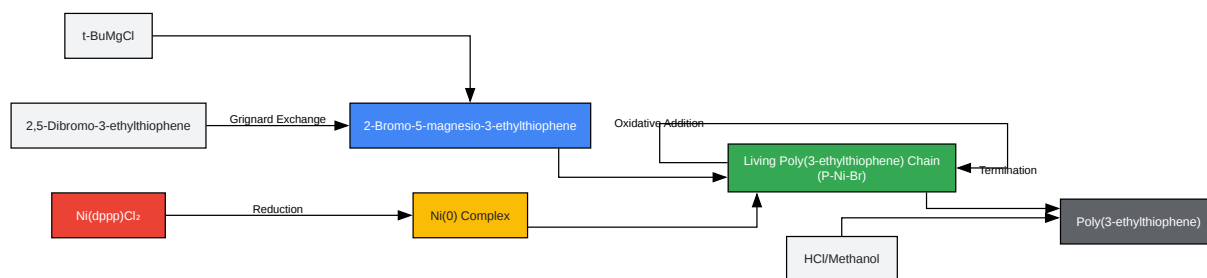 t-BuMgCl
2,5-Dibromo-3-ethylthiophene
Grignard Exchange
2-Bromo-5-magnesio-3-ethylthiophene
Oxidative Addition
Living Poly(3-ethylthiophene) Chain
(P-Ni-Br)
Termination
Ni(dppp)Cl₂
Reduction
Ni(0) Complex
Poly(3-ethylthiophene)
HCl/Methanol